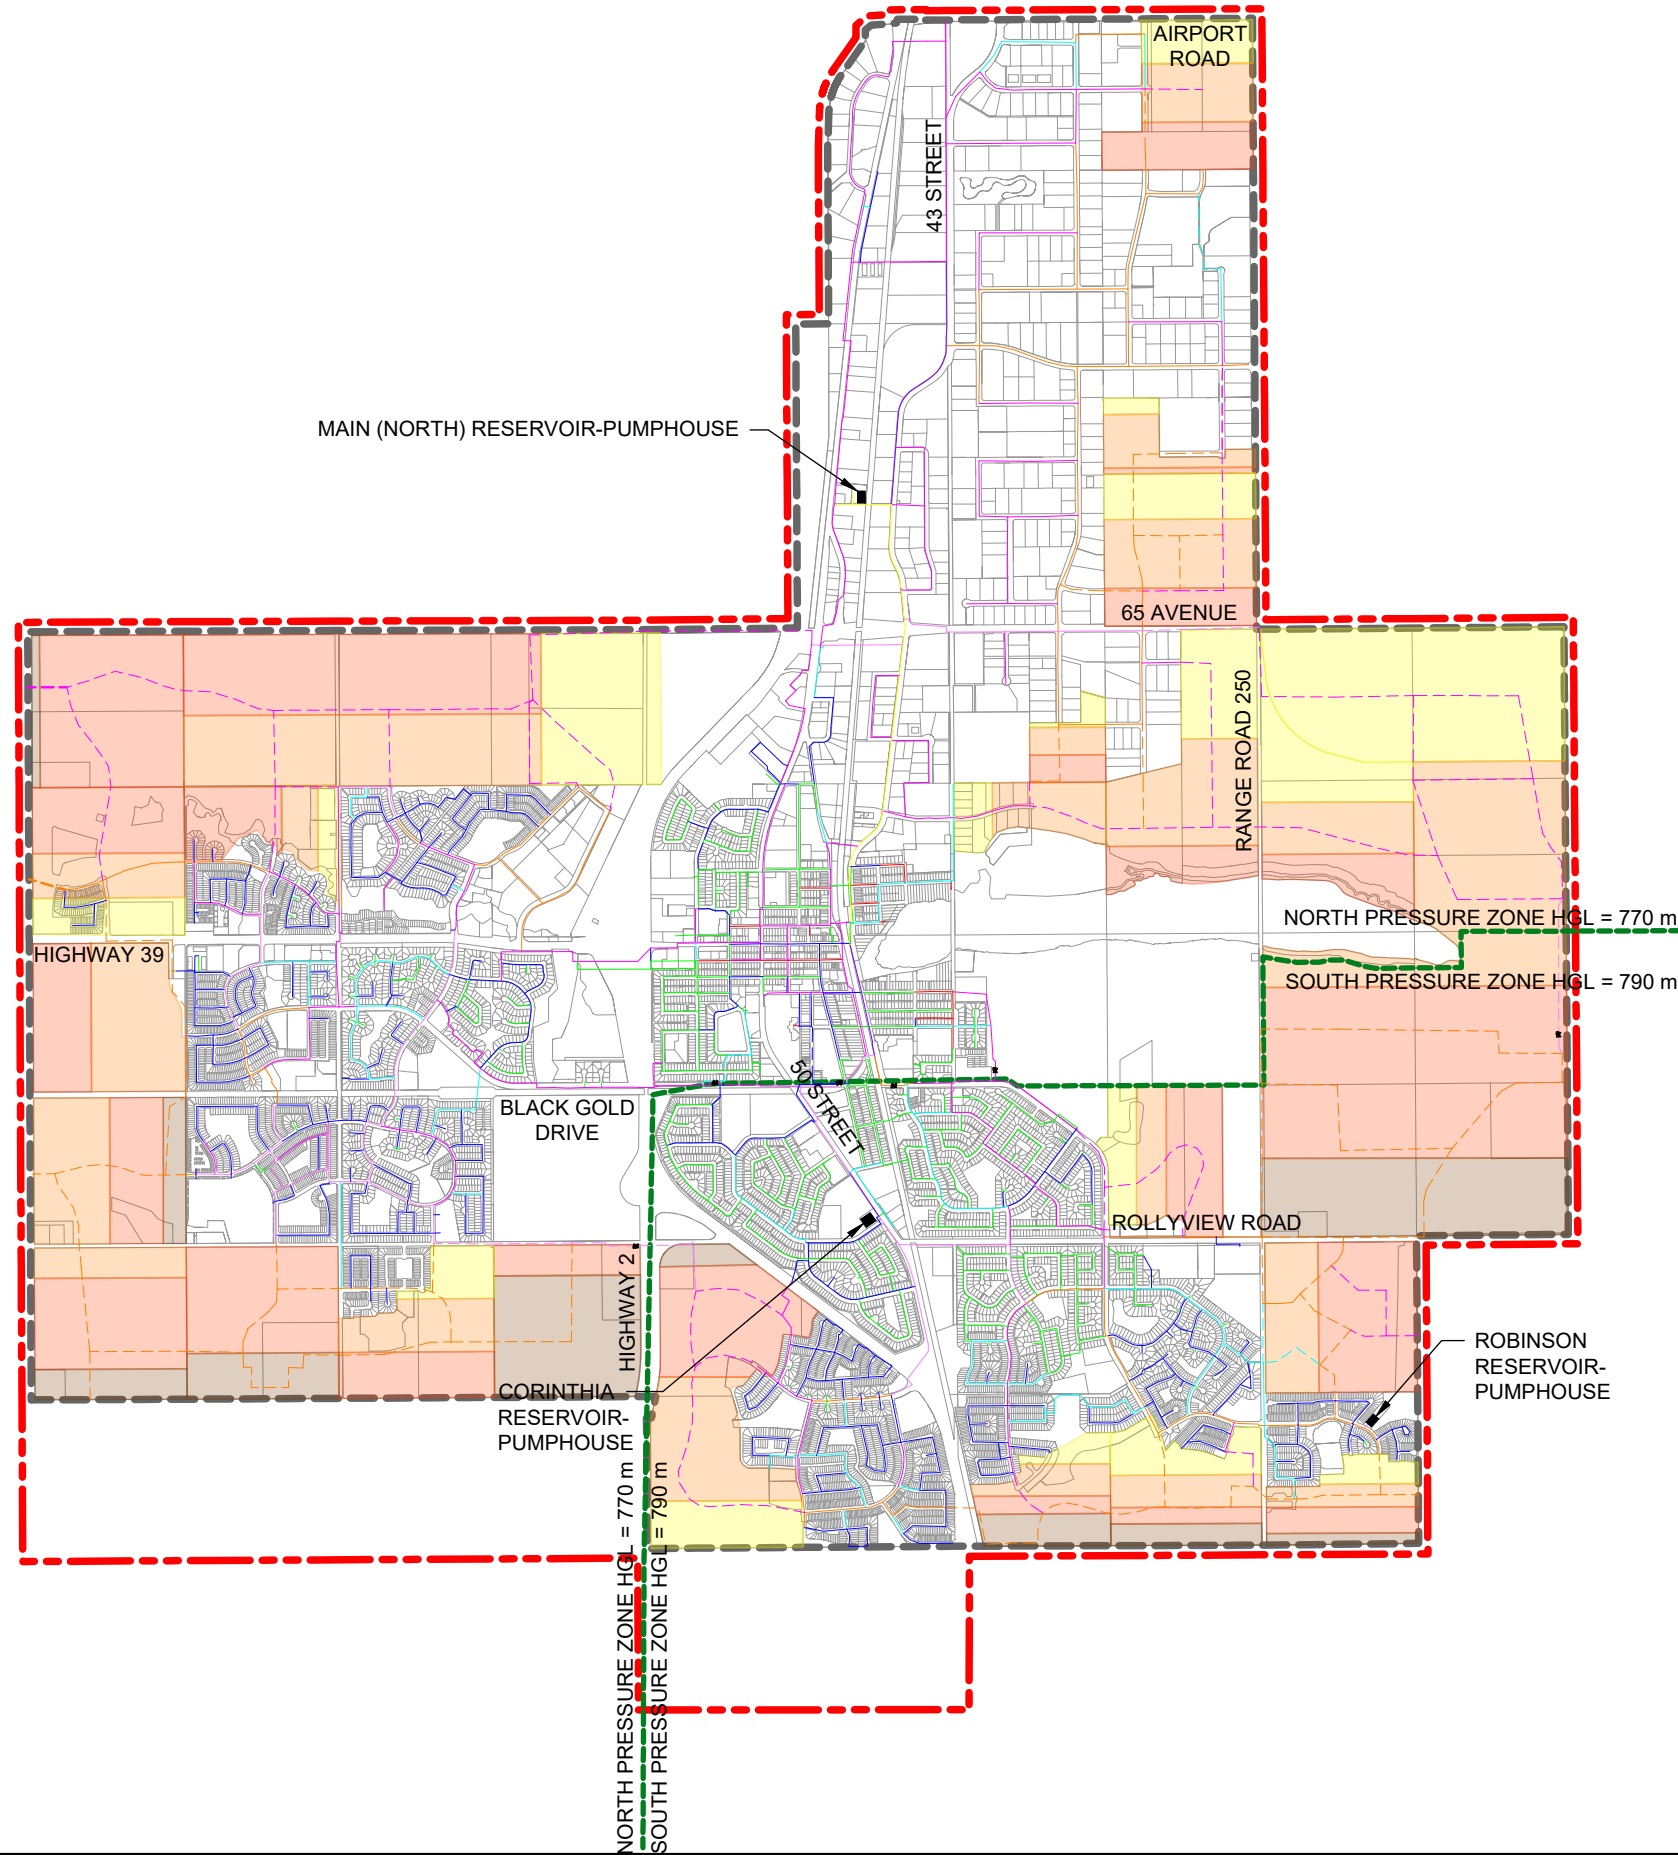 AIRPORT
ROAD
43 STREET
MAIN (NORTH) RESERVOIR-PUMPHOUSE
65 AVENUE
RANGE ROAD 250
NORTH PRESSURE ZONE HGL = 770 m
HIGHWAY 39
SOUTH PRESSURE ZONE HGL = 790 m
50 STREET
BLACK GOLD
DRIVE
ROLLYVIEW ROAD
HIGHWAY 2
ROBINSON
RESERVOIR-
PUMPHOUSE
CORINTHIA
RESERVOIR-
PUMPHOUSE
NORTH PRESSURE ZONE HGL = 770 m
SOUTH PRESSURE ZONE HGL = 790 m